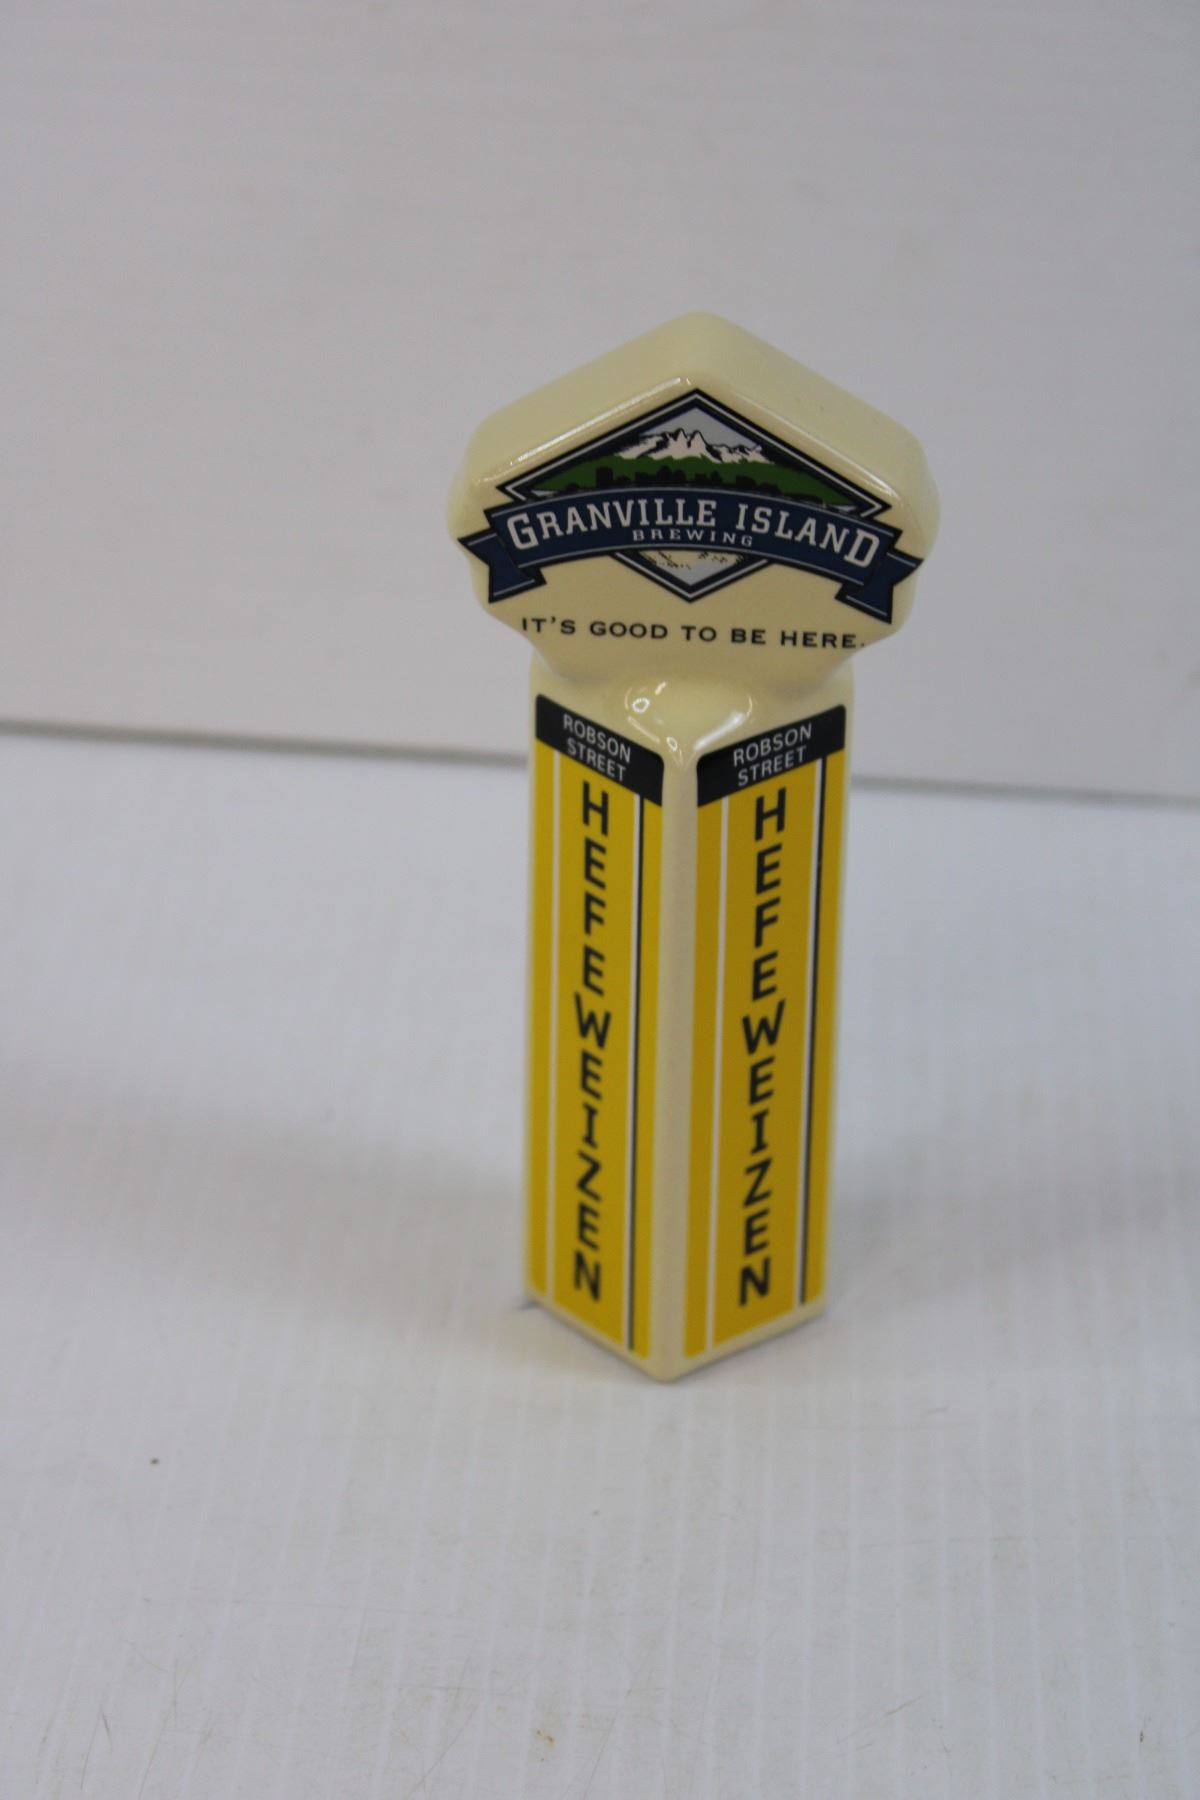 GRANVILLE ISLAND
BREWING
IT'S GOOD TO BE HERE.
ROBSON
STREET
HEFEWEIZEN
ROBSON
STREET
HEFEWEIZEN